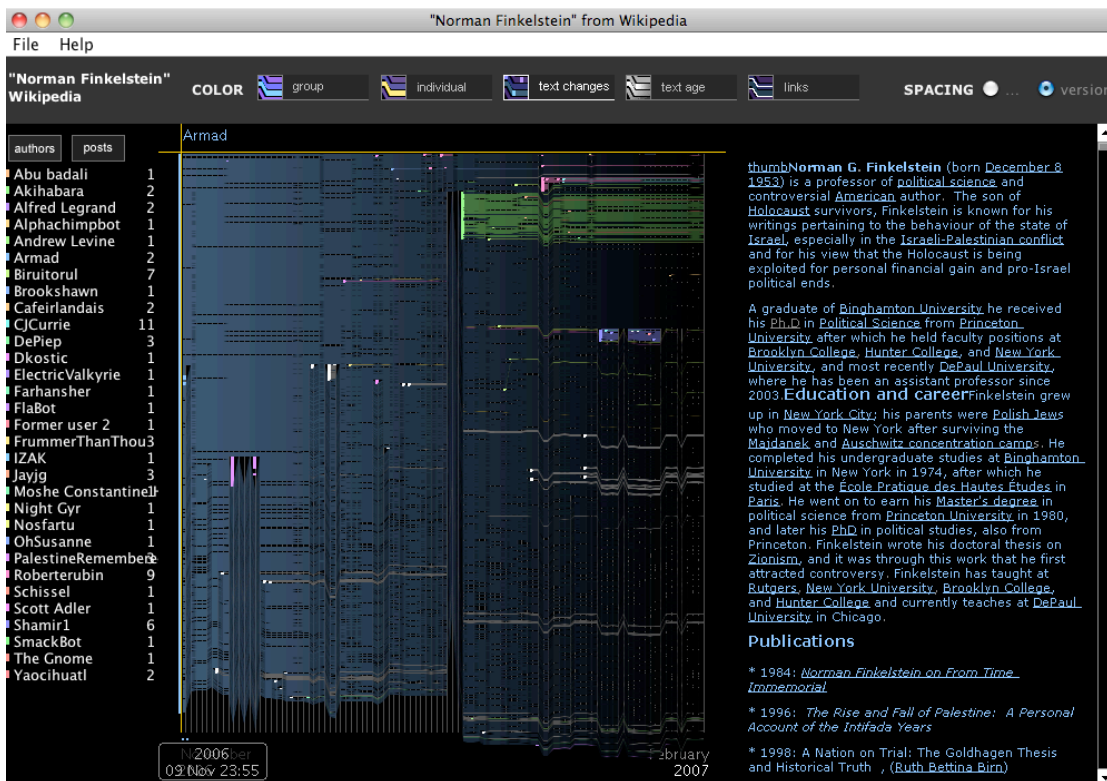 "Norman Finkelstein" from Wikipedia
File Help
"Norman Finkelstein"
Wikipedia
COLOR group individual text changes text age links SPACING ... version
authors posts
Armad
Abu badali 1
Akihabara 2
Alfred Legrand 2
Alphachimpbot 1
Andrew Levine 1
Armad 2
Biruitorul 7
Brookshawn 1
Cafeirlandais 2
CJCurrie 11
DePiep 3
Dkostic 1
ElectricValkyrie 1
Farhansher 1
FlaBot 1
Former user 2 1
FrummerThanThou 3
IZAK 1
Jayjg 3
Moshe Constantine
Night Gyr 1
Nosfartu 1
OhSusanne 1
PalestineRemembe
Roberterubin 9
Schissel 1
Scott Adler 1
Shamir1 6
SmackBot 1
The Gnome 1
Yaocihuatl 2
2006
09 Nov 23:55
February
2007
thumbNorman G. Finkelstein (born December 8
1953) is a professor of political science and
controversial American author. The son of
Holocaust survivors, Finkelstein is known for his
writings pertaining to the behaviour of the state of
Israel, especially in the Israeli-Palestinian conflict
and for his view that the Holocaust is being
exploited for personal financial gain and pro-Israel
political ends.
A graduate of Binghamton University he received
his Ph.D in Political Science from Princeton
University after which he held faculty positions at
Brooklyn College, Hunter College, and New York
University, and most recently DePaul University,
where he has been an assistant professor since
2003.Education and careerFinkelstein grew
up in New York City; his parents were Polish Jews
who moved to New York after surviving the
Majdanek and Auschwitz concentration camps. He
completed his undergraduate studies at Binghamton
University in New York in 1974, after which he
studied at the École Pratique des Hautes Études in
Paris. He went on to earn his Master's degree in
political science from Princeton University in 1980,
and later his PhD in political studies, also from
Princeton. Finkelstein wrote his doctoral thesis on
Zionism, and it was through this work that he first
attracted controversy. Finkelstein has taught at
Rutgers, New York University, Brooklyn College,
and Hunter College and currently teaches at DePaul
University in Chicago.
Publications
* 1984: Norman Finkelstein on From Time
Immemorial
* 1996: The Rise and Fall of Palestine: A Personal
Account of the Intifada Years
* 1998: A Nation on Trial: The Goldhagen Thesis
and Historical Truth , (Ruth Bettina Birn)